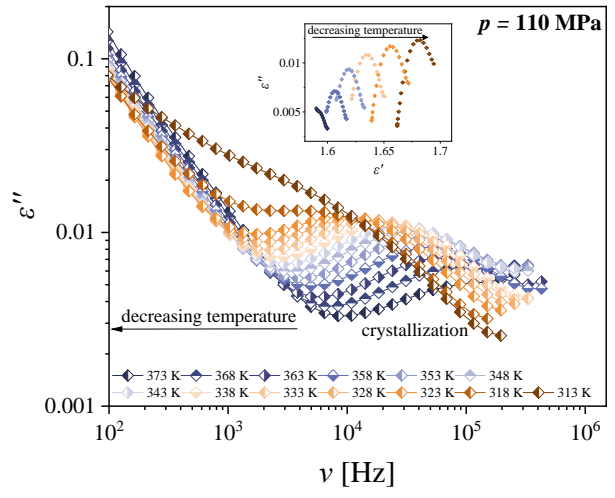 p = 110 MPa
decreasing temperature
0.01
0.005
ε''
1.6 1.65 1.7
ε'
0.1
0.01
0.001
ε''
decreasing temperature
crystallization
373 K 368 K 363 K 358 K 353 K 348 K
343 K 338 K 333 K 328 K 323 K 318 K 313 K
10² 10³ 10⁴ 10⁵ 10⁶
ν [Hz]